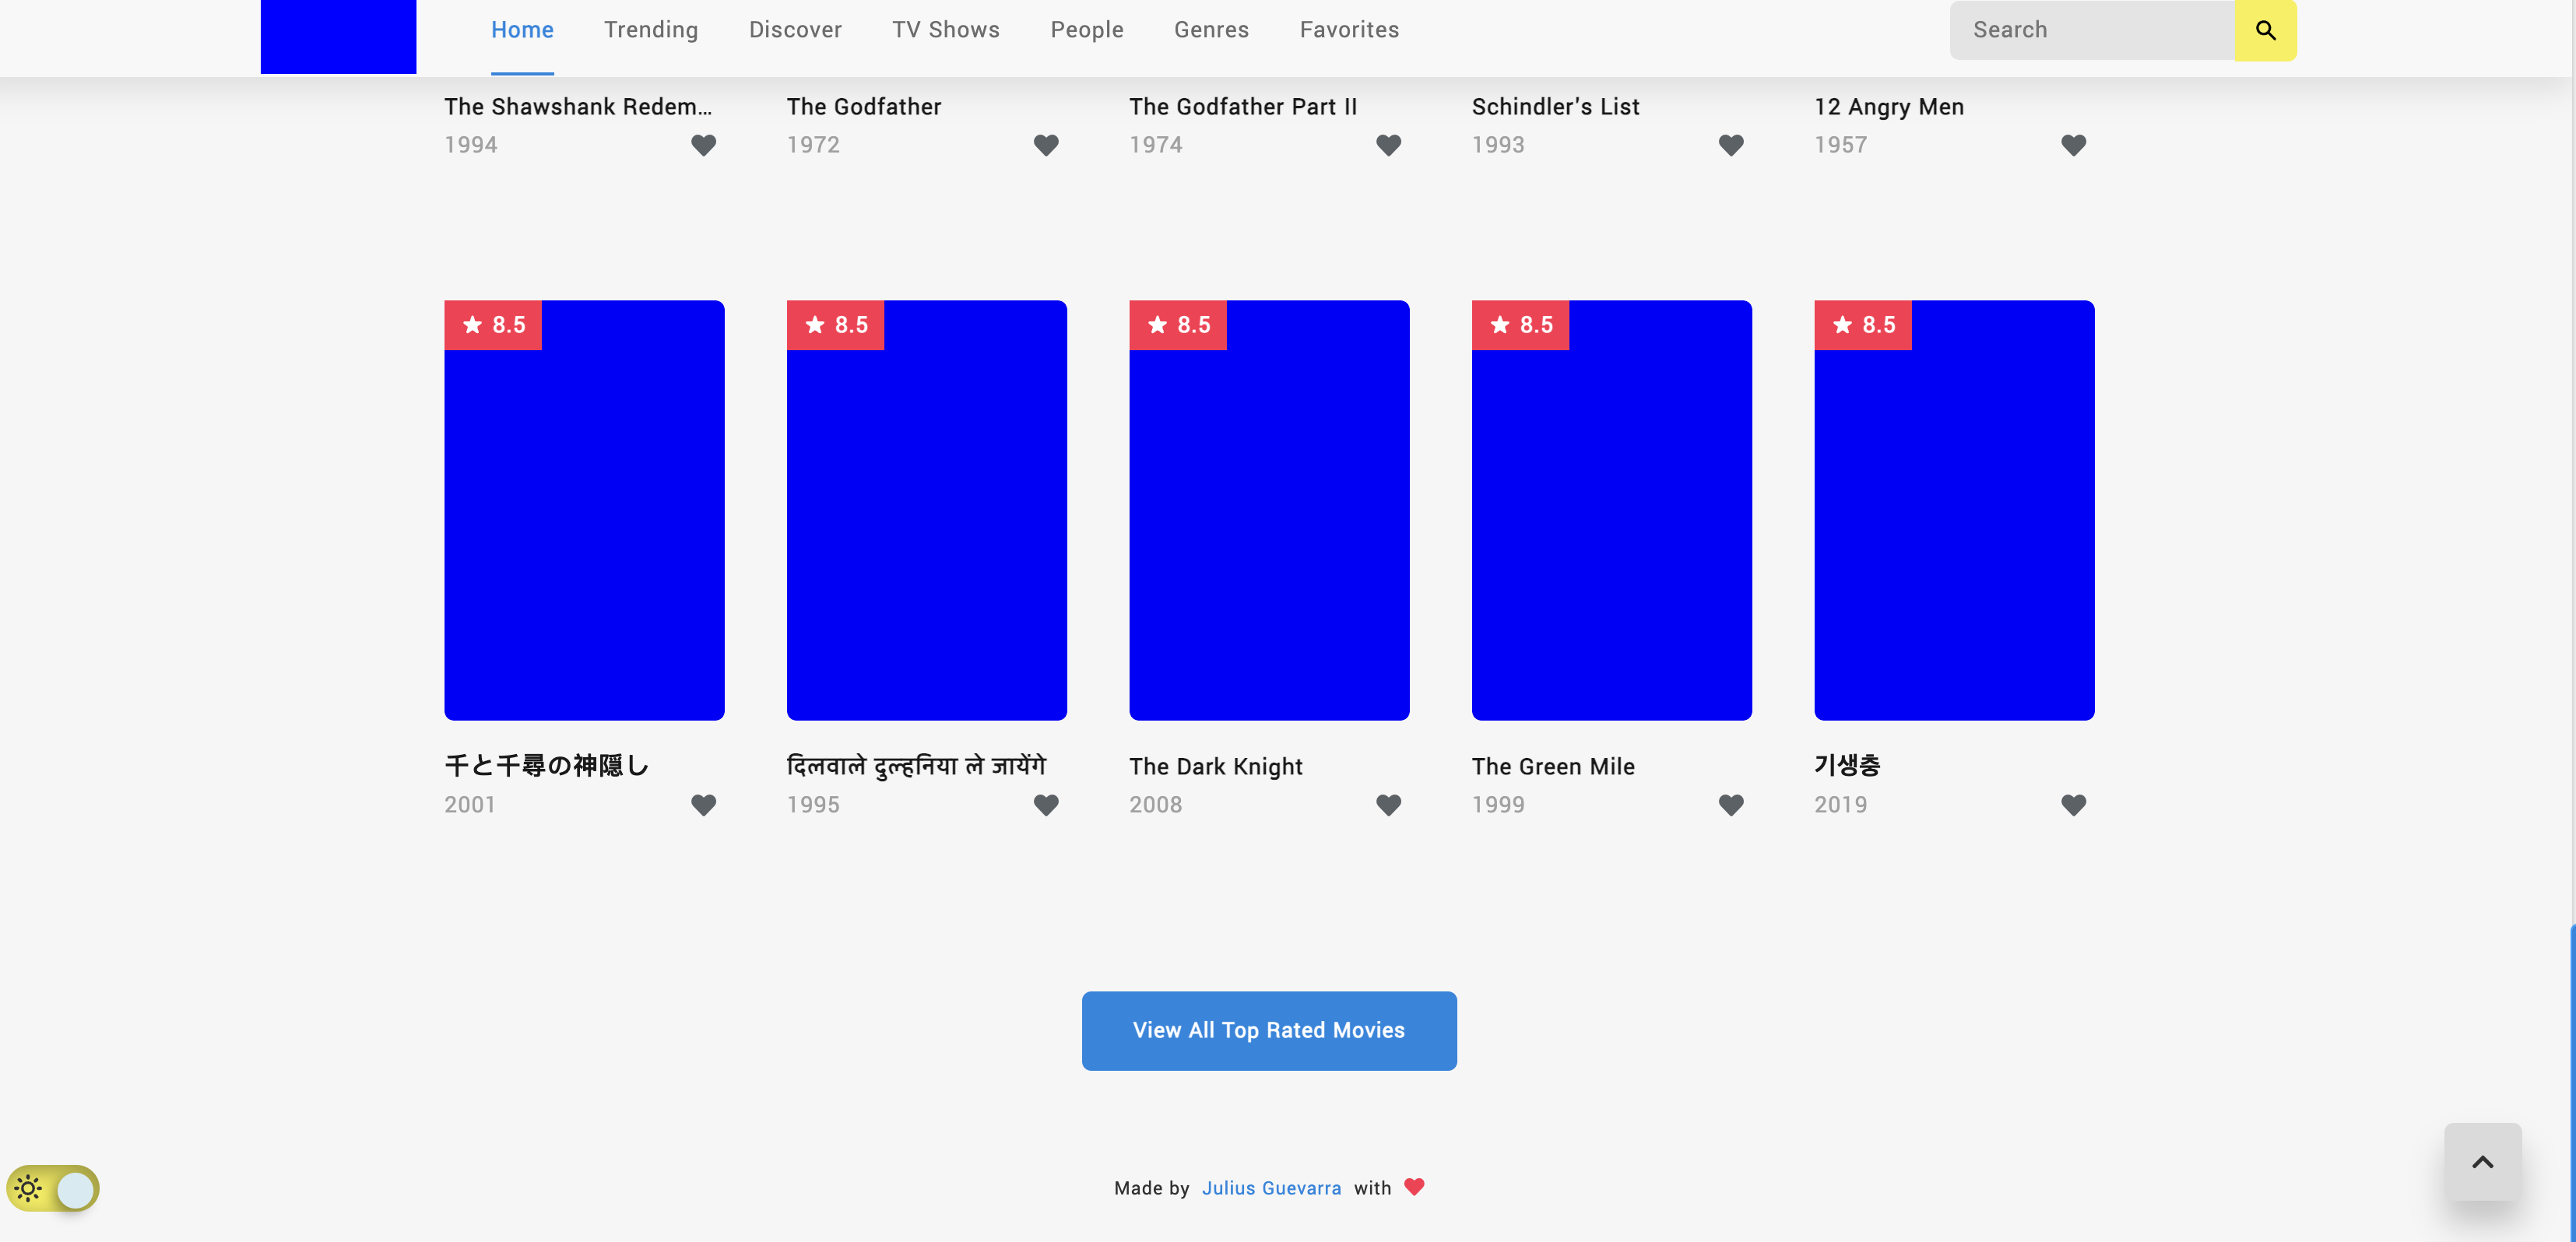 Home Trending Discover TV Shows People Genres Favorites Search
The Shawshank Redem... The Godfather The Godfather Part II Schindler's List 12 Angry Men
1994 1972 1974 1993 1957
8.5 8.5 8.5 8.5 8.5
千と千尋の神隠し दिलवाले दुल्हनिया ले जायेंगे The Dark Knight The Green Mile 기생충
2001 1995 2008 1999 2019
View All Top Rated Movies
Made by Julius Guevarra with